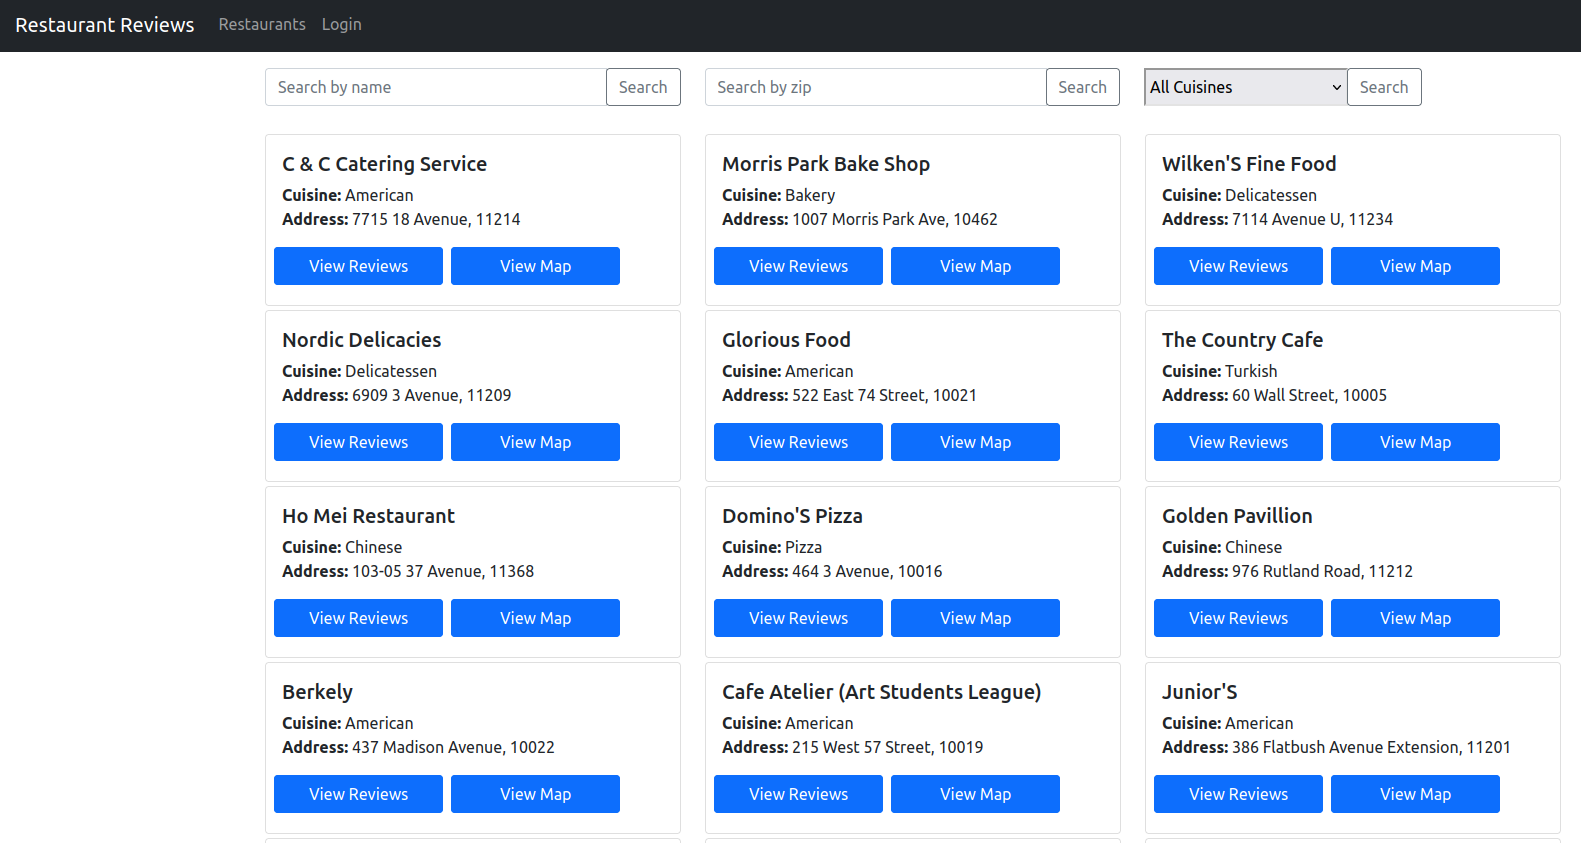 Restaurant Reviews Restaurants Login
Search by name Search Search by zip Search All Cuisines Search
C & C Catering Service
Cuisine: American
Address: 7715 18 Avenue, 11214
View Reviews View Map
Morris Park Bake Shop
Cuisine: Bakery
Address: 1007 Morris Park Ave, 10462
View Reviews View Map
Wilken'S Fine Food
Cuisine: Delicatessen
Address: 7114 Avenue U, 11234
View Reviews View Map
Nordic Delicacies
Cuisine: Delicatessen
Address: 6909 3 Avenue, 11209
View Reviews View Map
Glorious Food
Cuisine: American
Address: 522 East 74 Street, 10021
View Reviews View Map
The Country Cafe
Cuisine: Turkish
Address: 60 Wall Street, 10005
View Reviews View Map
Ho Mei Restaurant
Cuisine: Chinese
Address: 103-05 37 Avenue, 11368
View Reviews View Map
Domino'S Pizza
Cuisine: Pizza
Address: 464 3 Avenue, 10016
View Reviews View Map
Golden Pavillion
Cuisine: Chinese
Address: 976 Rutland Road, 11212
View Reviews View Map
Berkely
Cuisine: American
Address: 437 Madison Avenue, 10022
View Reviews View Map
Cafe Atelier (Art Students League)
Cuisine: American
Address: 215 West 57 Street, 10019
View Reviews View Map
Junior'S
Cuisine: American
Address: 386 Flatbush Avenue Extension, 11201
View Reviews View Map